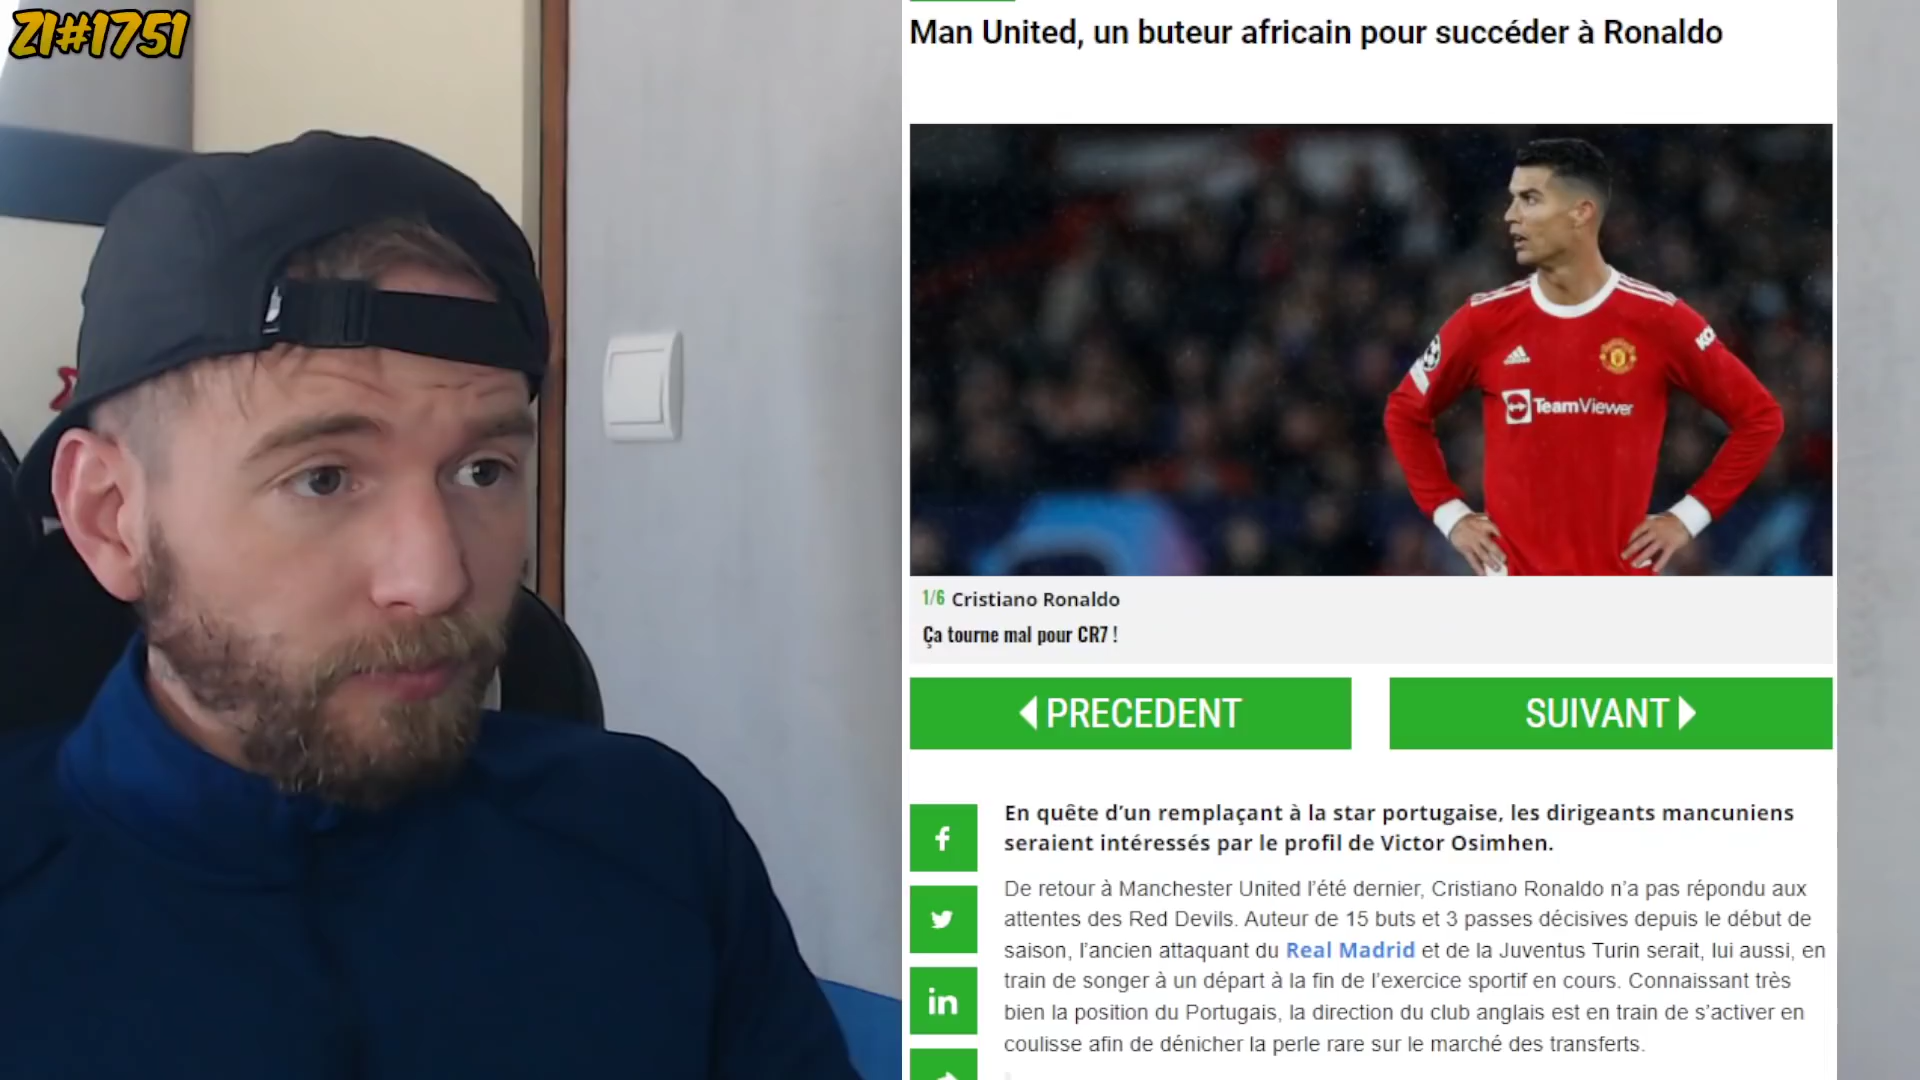 ZI#1751
Man United, un buteur africain pour succéder à Ronaldo
TeamViewer
1/6 Cristiano Ronaldo
Ça tourne mal pour CR7 !
PRECEDENT
SUIVANT
En quête d’un remplaçant à la star portugaise, les dirigeants mancuniens
seraient intéressés par le profil de Victor Osimhen.
De retour à Manchester United l’été dernier, Cristiano Ronaldo n’a pas répondu aux
attentes des Red Devils. Auteur de 15 buts et 3 passes décisives depuis le début de
saison, l’ancien attaquant du Real Madrid et de la Juventus Turin serait, lui aussi, en
train de songer à un départ à la fin de l’exercice sportif en cours. Connaissant très
bien la position du Portugais, la direction du club anglais est en train de s’activer en
coulisse afin de dénicher la perle rare sur le marché des transferts.